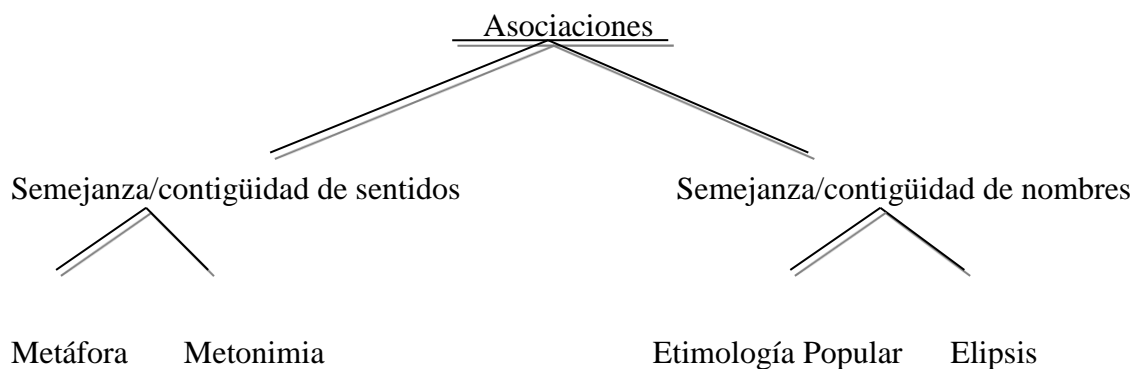 Asociaciones
Semejanza/contigüidad de sentidos Semejanza/contigüidad de nombres
Metáfora Metonimia Etimología Popular Elipsis